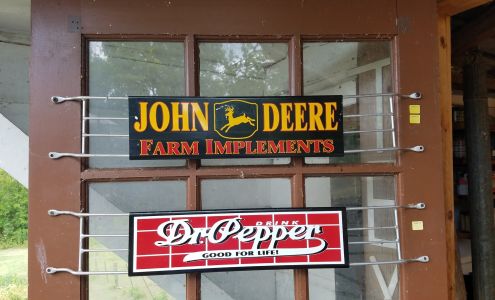 JOHN DEERE
FARM IMPLEMENTS
DRINK
Dr Pepper
GOOD FOR LIFE!